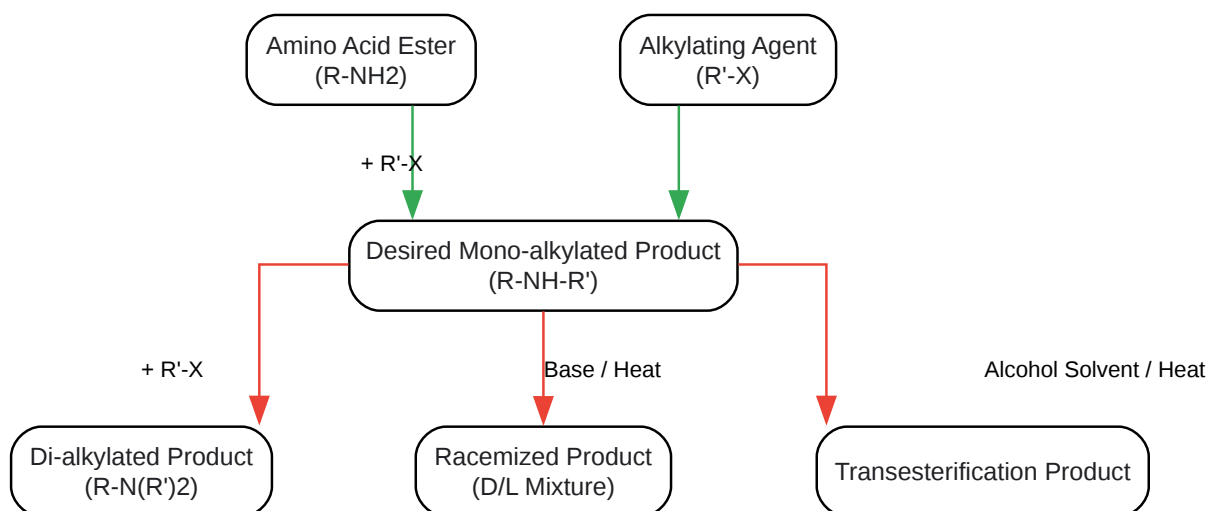 Amino Acid Ester
(R-NH2)
Alkylating Agent
(R'-X)
+ R'-X
Desired Mono-alkylated Product
(R-NH-R')
+ R'-X
Base / Heat
Alcohol Solvent / Heat
Di-alkylated Product
(R-N(R')2)
Racemized Product
(D/L Mixture)
Transesterification Product